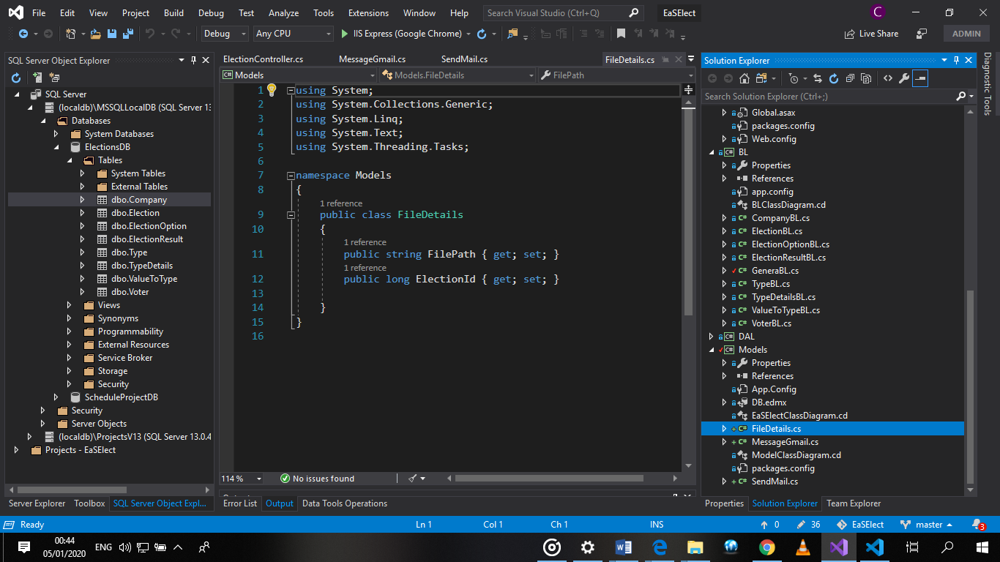 File Edit View Project Build Debug Test Analyze Tools Extensions Window Help Search Visual Studio (Ctrl+Q) EaSElect C
Debug Any CPU IIS Express (Google Chrome) Live Share ADMIN
SQL Server Object Explorer
SQL Server
(localdb)\MSSQLLocalDB (SQL Server 13
Databases
System Databases
ElectionsDB
Tables
System Tables
External Tables
dbo.Company
dbo.Election
dbo.ElectionOption
dbo.ElectionResult
dbo.Type
dbo.TypeDetails
dbo.ValueToType
dbo.Voter
Views
Synonyms
Programmability
External Resources
Service Broker
Storage
Security
ScheduleProjectDB
Security
Server Objects
(localdb)\ProjectsV13 (SQL Server 13.0.4
Projects - EaSElect
Server Explorer Toolbox SQL Server Object Expl...
ElectionController.cs MessageGmail.cs SendMail.cs FileDetails.cs
Models Models.FileDetails FilePath
1 using System;
2 using System.Collections.Generic;
3 using System.Linq;
4 using System.Text;
5 using System.Threading.Tasks;
6
7 namespace Models
8 {
1 reference
9 public class FileDetails
10 {
1 reference
11 public string FilePath { get; set; }
1 reference
12 public long ElectionId { get; set; }
13
14 }
15 }
16
114 % No issues found
Error List Output Data Tools Operations
Solution Explorer
Search Solution Explorer (Ctrl+;)
Global.asax
packages.config
Web.config
BL
Properties
References
app.config
BLClassDiagram.cd
CompanyBL.cs
ElectionBL.cs
ElectionOptionBL.cs
ElectionResultBL.cs
GeneraBL.cs
TypeBL.cs
TypeDetailsBL.cs
ValueToTypeBL.cs
VoterBL.cs
DAL
Models
Properties
References
App.Config
DB.edmx
EaSElectClassDiagram.cd
FileDetails.cs
MessageGmail.cs
ModelClassDiagram.cd
packages.config
SendMail.cs
Properties Solution Explorer Team Explorer
Diagnostic Tools
Ready Ln 1 Col 1 Ch 1 INS 0 36 EaSElect master 3
00:44
05/01/2020
ENG